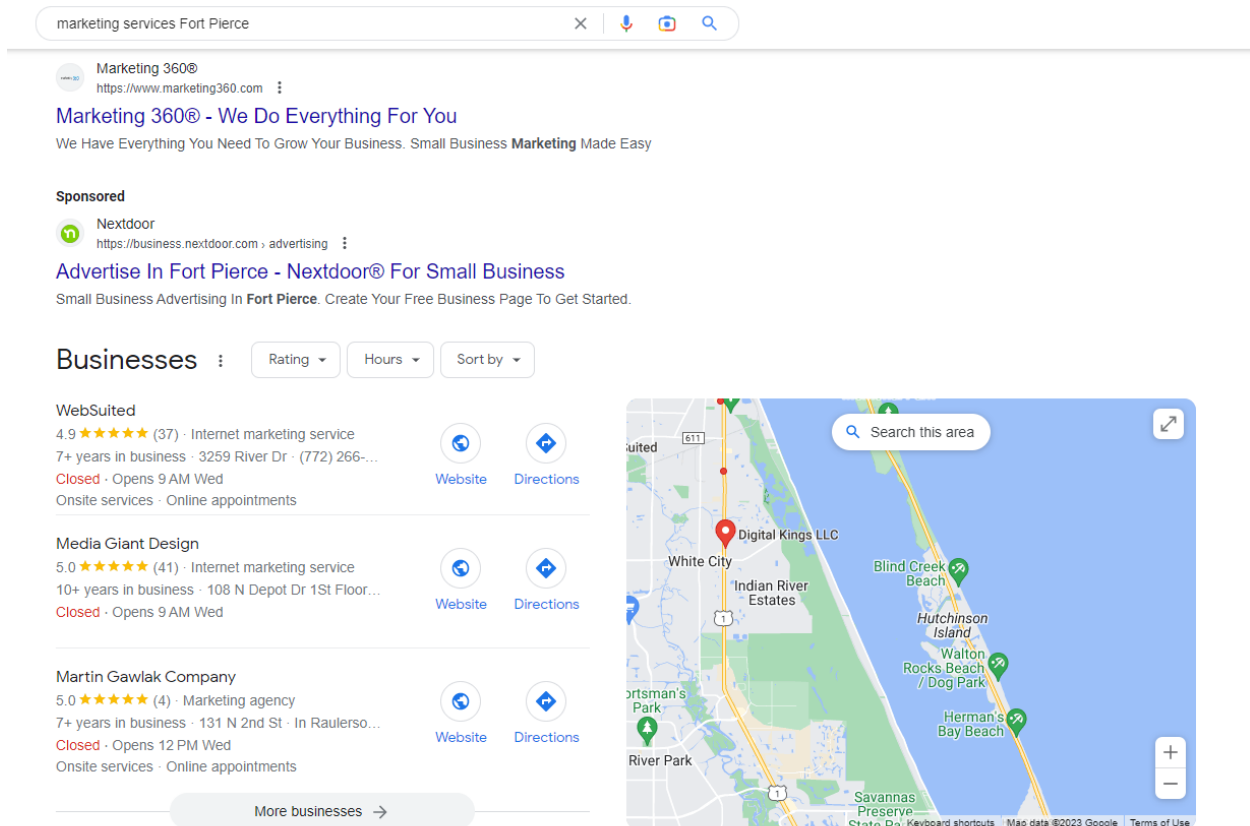 marketing services Fort Pierce
Marketing 360®
https://www.marketing360.com
Marketing 360® - We Do Everything For You
We Have Everything You Need To Grow Your Business. Small Business Marketing Made Easy
Sponsored
Nextdoor
https://business.nextdoor.com › advertising
Advertise In Fort Pierce - Nextdoor® For Small Business
Small Business Advertising In Fort Pierce. Create Your Free Business Page To Get Started.
Businesses
Rating
Hours
Sort by
WebSuited
4.9 (37) · Internet marketing service
7+ years in business · 3259 River Dr · (772) 266-...
Closed · Opens 9 AM Wed
Onsite services · Online appointments
Website
Directions
Media Giant Design
5.0 (41) · Internet marketing service
10+ years in business · 108 N Depot Dr 1St Floor...
Closed · Opens 9 AM Wed
Website
Directions
Martin Gawlak Company
5.0 (4) · Marketing agency
7+ years in business · 131 N 2nd St · In Raulerso...
Closed · Opens 12 PM Wed
Onsite services · Online appointments
Website
Directions
More businesses
Search this area
uited
611
Digital Kings LLC
White City
Indian River
Estates
1
Blind Creek
Beach
Hutchinson
Island
Walton
Rocks Beach
/ Dog Park
Herman's
Bay Beach
ortsman's
Park
River Park
1
Savannas
Preserve
State
Keyboard shortcuts
Map data ©2023 Google
Terms of Use